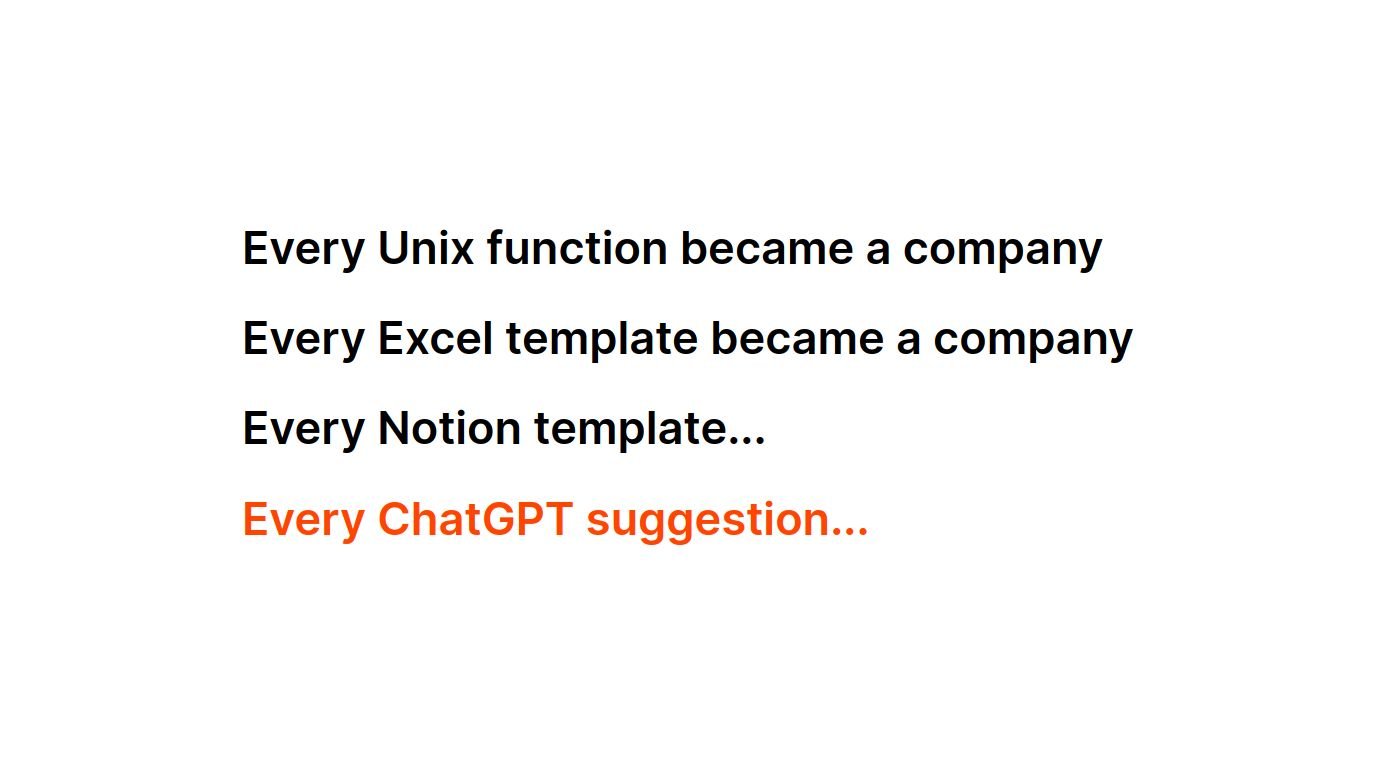 Every Unix function became a company
Every Excel template became a company
Every Notion template...
Every ChatGPT suggestion...